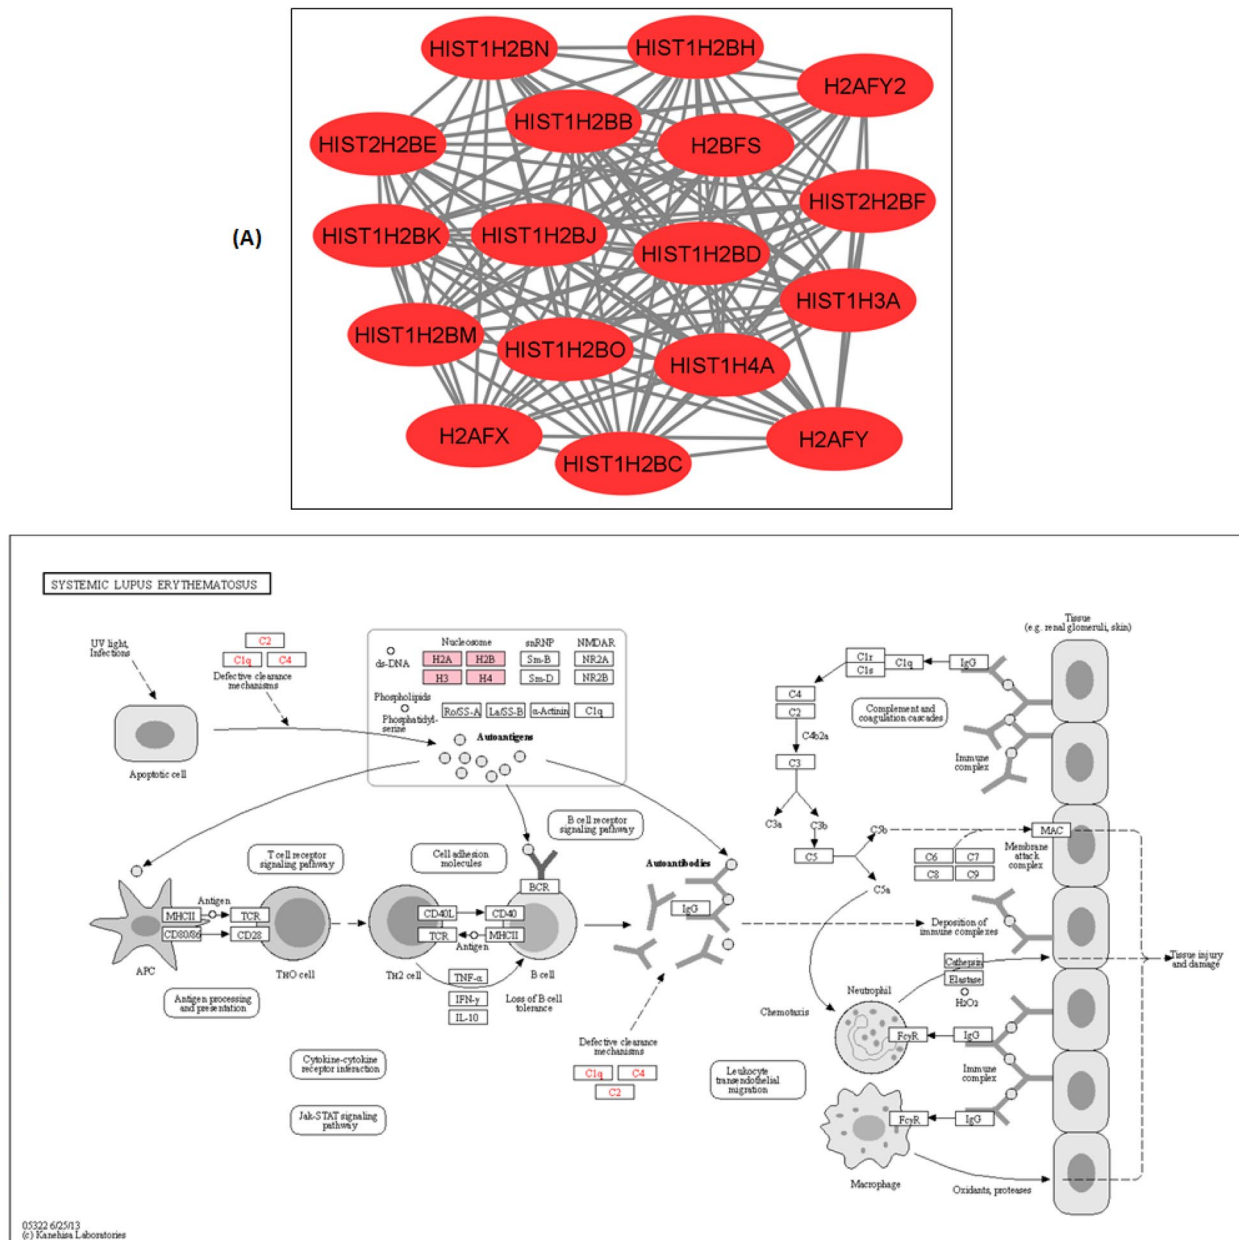 HIST1H2BN
HIST1H2BH
H2AFY2
HIST1H2BB
HIST2H2BE
H2BFS
HIST2H2BF
(A)
HIST1H2BK
HIST1H2BJ
HIST1H2BD
HIST1H3A
HIST1H2BM
HIST1H2BO
HIST1H4A
H2AFX
H2AFY
HIST1H2BC
SYSTEMIC LUPUS ERYTHEMATOSUS
UV light,
Infections
C2
C1q C4
Defective clearance
mechanisms
Apoptotic cell
ds-DNA
Nucleosome
H2A H2B
H3 H4
snRNP
Sm-B
Sm-D
NMDAR
NR2A
NR2B
Phospholipids
Phosphatidyl-
serine
Ro/SS-A La/SS-B α-Actinin C1q
Autoantigens
T cell receptor
signaling pathway
Cell adhesion
molecules
B cell receptor
signaling pathway
Autoantibodies
Antigen
MHCII TCR
CD80/86 CD28
APC
TH0 cell
Antigen processing
and presentation
CD40L CD40
TCR MHCII
Antigen
BCR
TH2 cell
B cell
TNF-α
IFN-γ
IL-10
Loss of B cell
tolerance
IgG
Defective clearance
mechanisms
C1q C4
C2
Cytokine-cytokine
receptor interaction
Jak-STAT signaling
pathway
Tissue
(e.g. renal glomeruli, skin)
C1r
C1s
C1q
IgG
C4
C2
C4b2a
C3
Complement and
coagulation cascades
Immune
complex
C3a
C3b
C5
C5b
C5a
C6 C7
C8 C9
MAC
Membrane
attack
complex
Deposition of
immune complexes
Tissue injury
and damage
Cathepsin
Elastase
H2O2
Neutrophil
Chemotaxis
FcγR
IgG
Immune
complex
Leukocyte
transendothelial
migration
FcγR
IgG
Macrophage
Oxidants, proteases
05322 6/25/13
(c) Kanehisa Laboratories